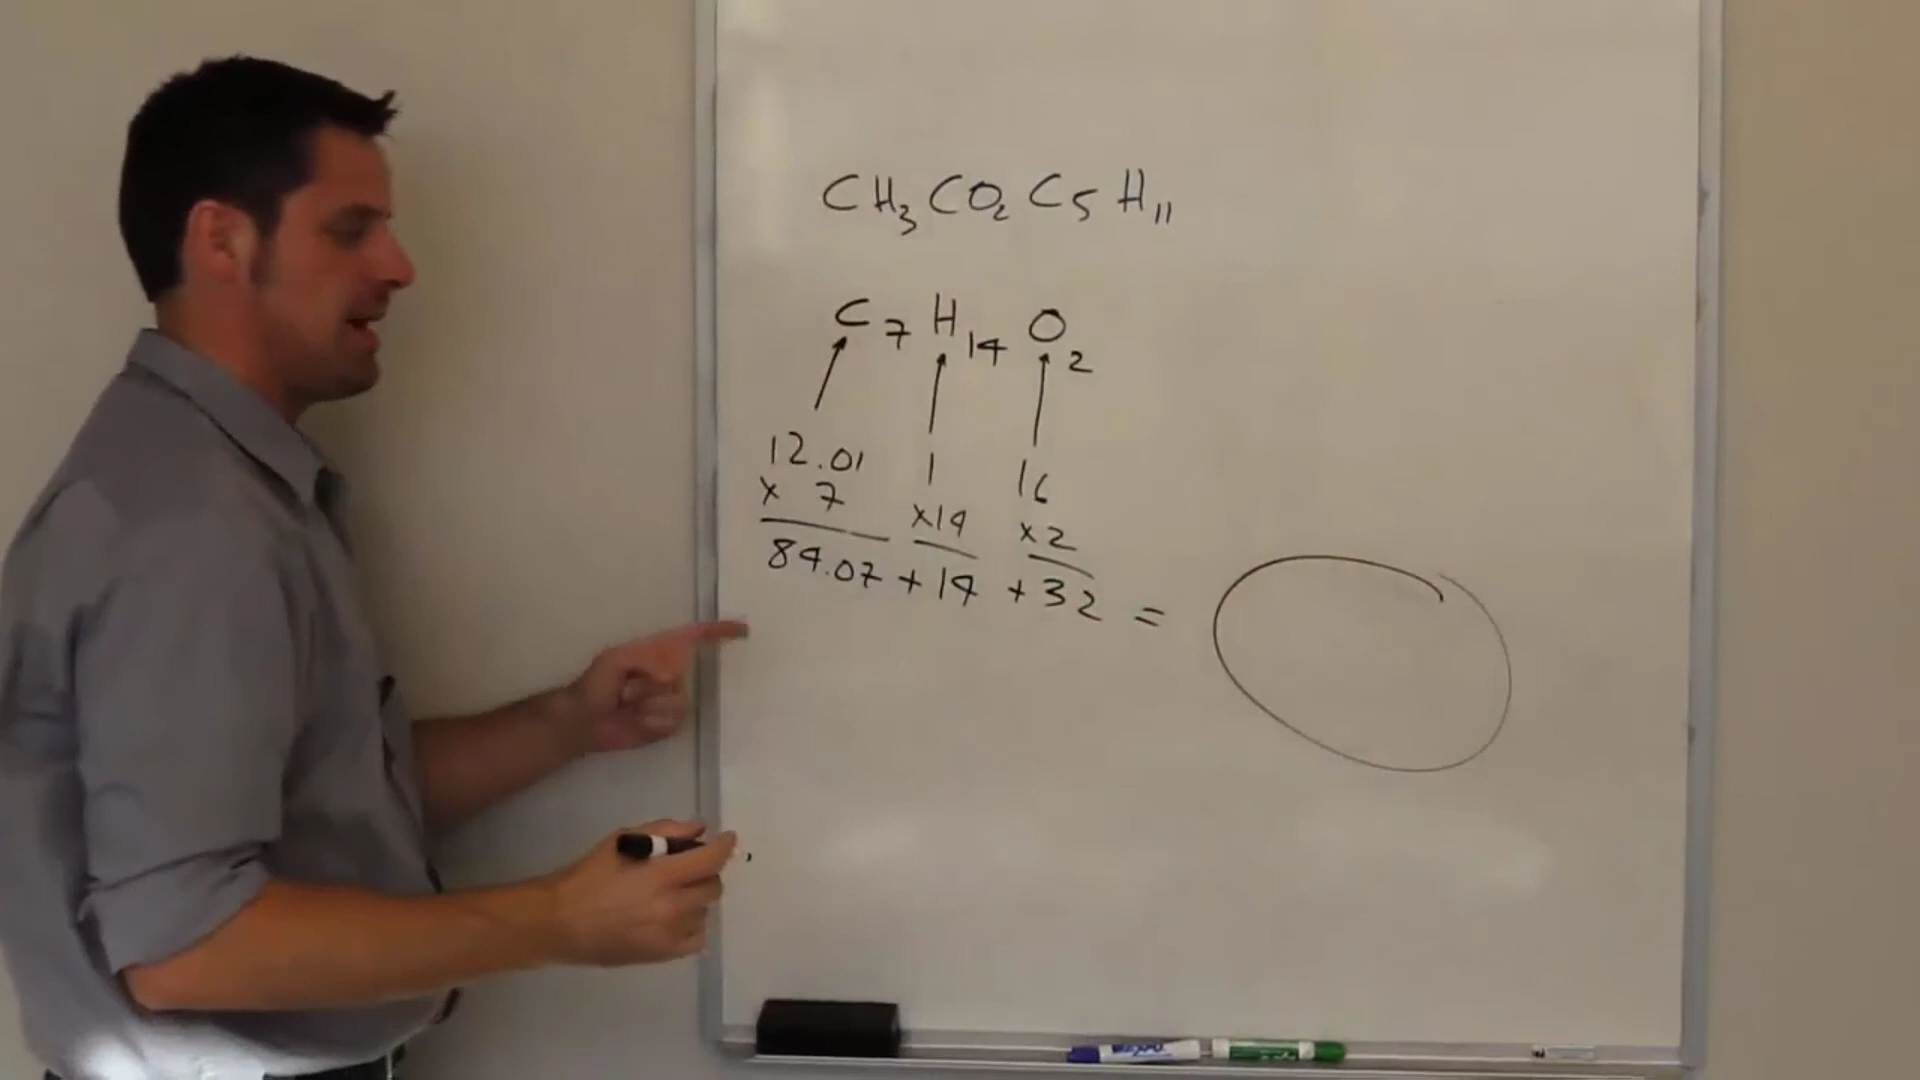 CH₃CO₂C₅H₁₁
C₇H₁₄O₂
12.01 1 16
x 7 x14 x2
84.07 + 14 + 32 =